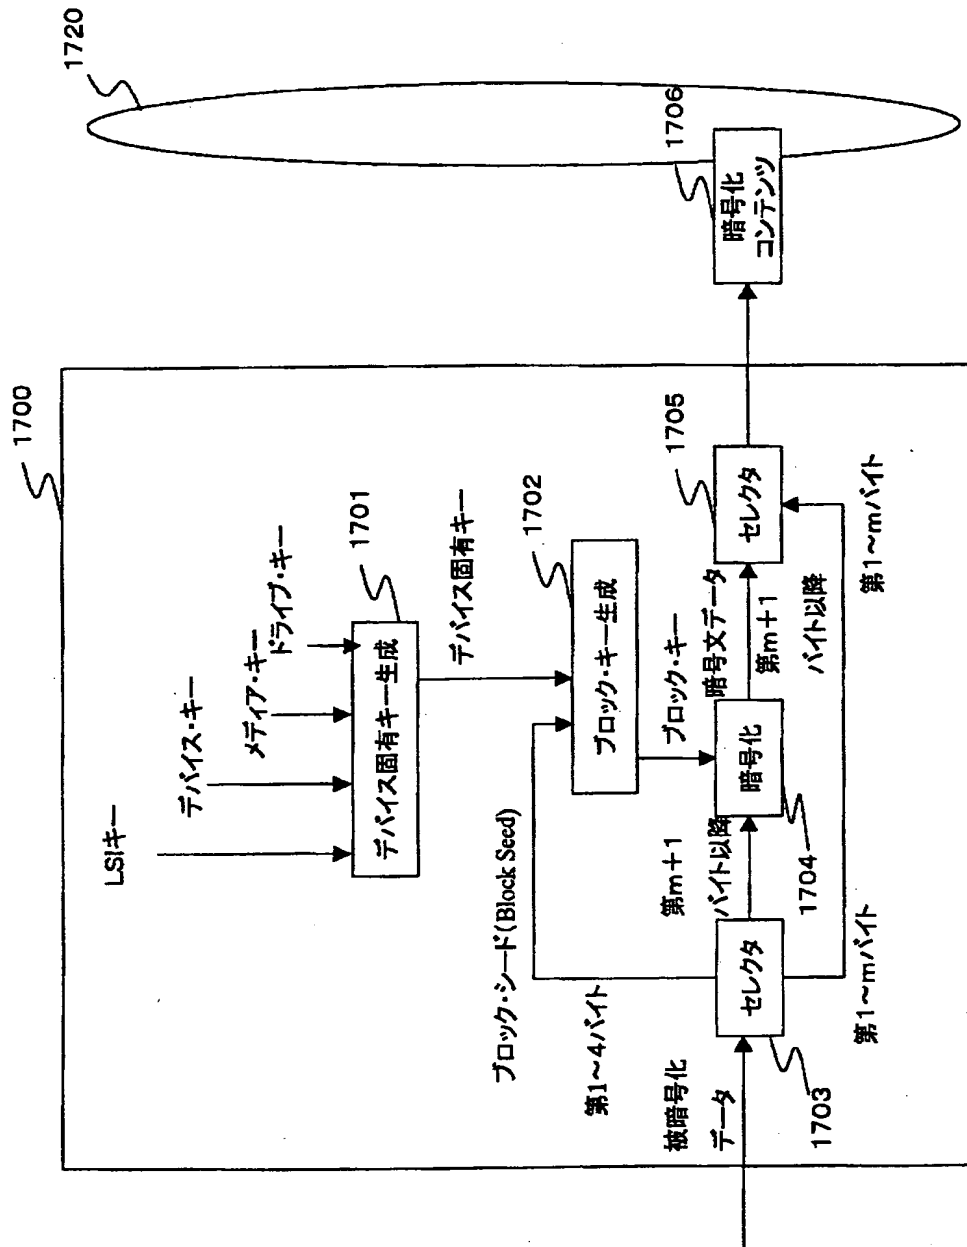 1700
1720
LSIキー
デバイス・キー
メディア・キー
ドライブ・キー
1701
デバイス固有キー生成
デバイス固有キー
1702
ブロック・キー生成
ブロック・シード(Block Seed)
第1~4バイト
ブロック・キー
被暗号化
データ
セレクタ
1703
第m+1
バイト以降
暗号化
1704
暗号文データ
第m+1
バイト以降
セレクタ
1705
第1~mバイト
第1~mバイト
暗号化
コンテンツ
1706